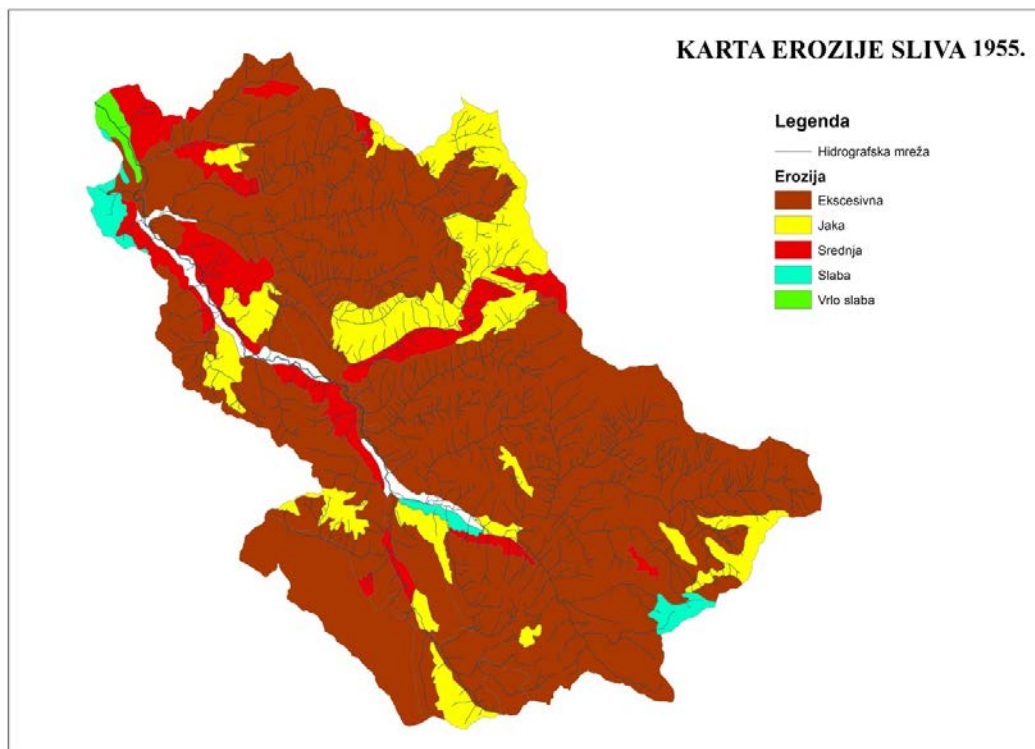 KARTA EROZIJE SLIVA 1955.
Legenda
Hidrografska mreža
Erozija
Ekscesivna
Jaka
Srednja
Slaba
Vrlo slaba